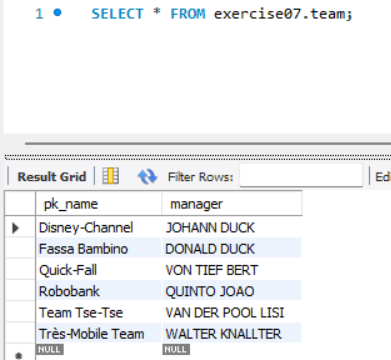 1 SELECT * FROM exercise07.team;
Result Grid Filter Rows: Edi
pk_name manager
Disney-Channel JOHANN DUCK
Fassa Bambino DONALD DUCK
Quick-Fall VON TIEF BERT
Robobank QUINTO JOAO
Team Tse-Tse VAN DER POOL LISI
Très-Mobile Team WALTER KNALLTER
NULL NULL